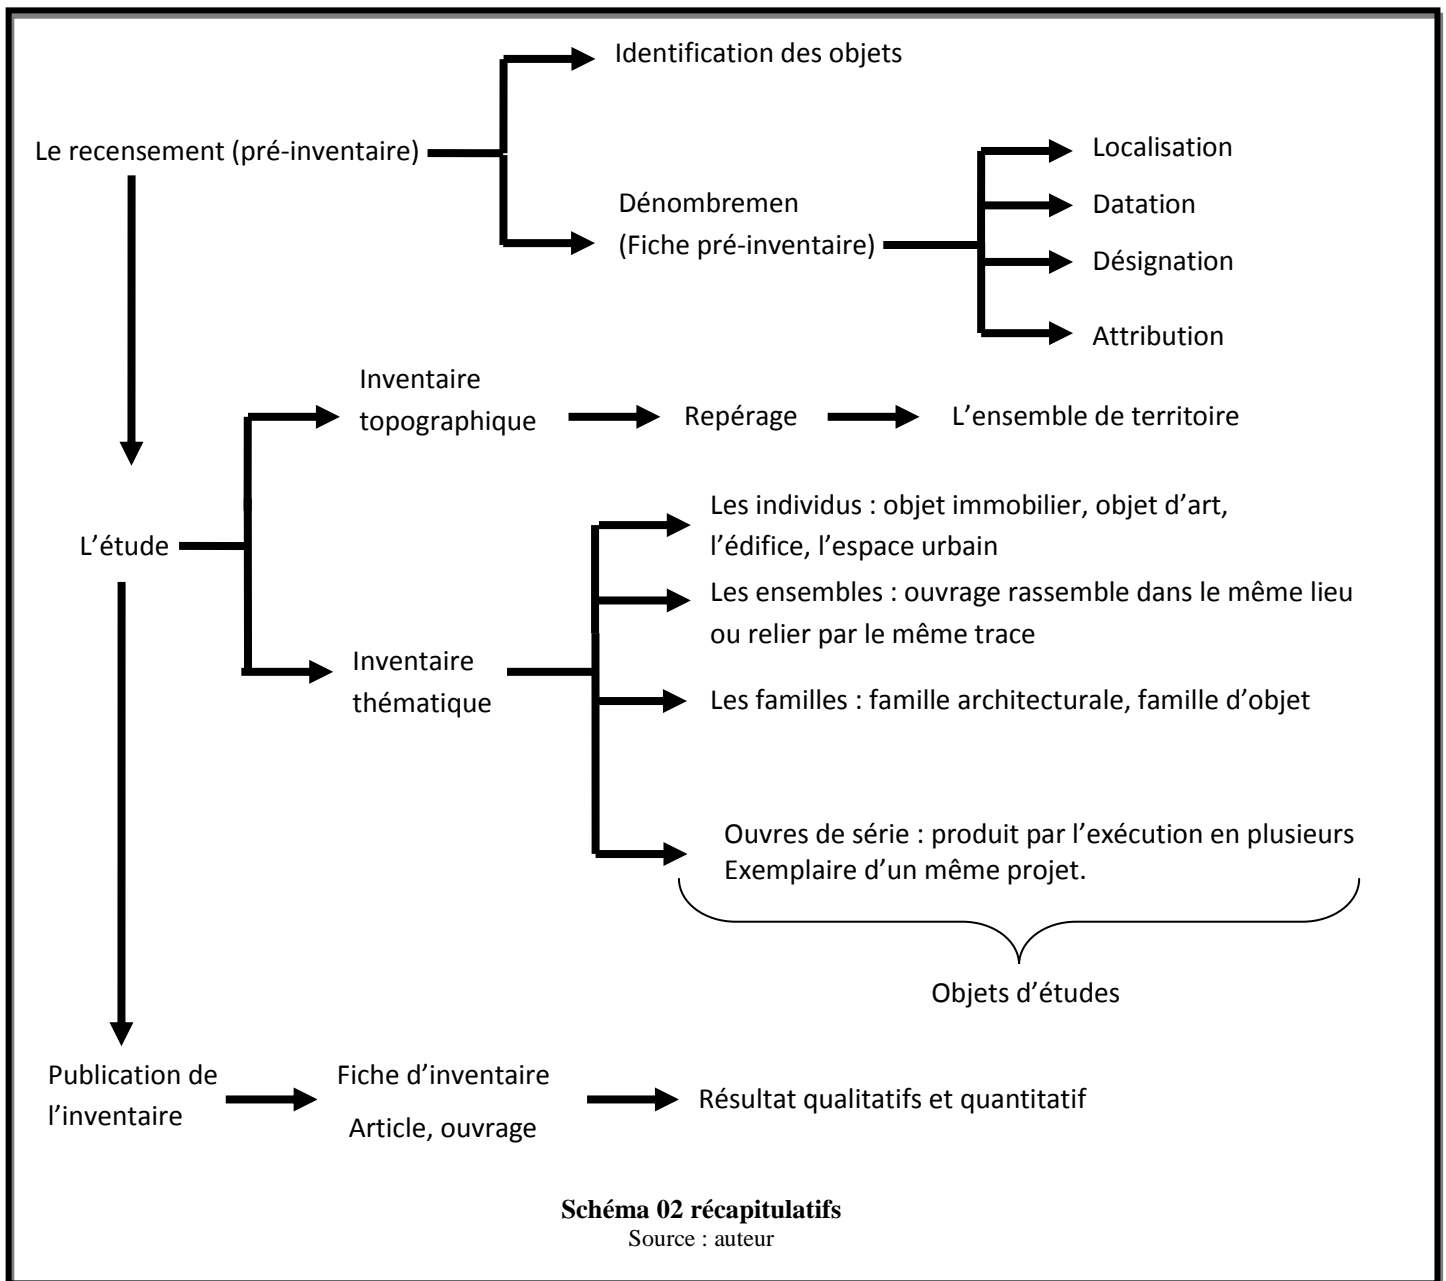 Identification des objets
Le recensement (pré-inventaire)
Localisation
Dénombremen
Datation
(Fiche pré-inventaire)
Désignation
Attribution
Inventaire
topographique
Repérage
L’ensemble de territoire
Les individus : objet immobilier, objet d’art,
l’édifice, l’espace urbain
L’étude
Les ensembles : ouvrage rassemble dans le même lieu
ou relier par le même trace
Inventaire
thématique
Les familles : famille architecturale, famille d’objet
Ouvres de série : produit par l’exécution en plusieurs
Exemplaire d’un même projet.
Objets d’études
Publication de
l’inventaire
Fiche d’inventaire
Article, ouvrage
Résultat qualitatifs et quantitatif
Schéma 02 récapitulatifs
Source : auteur